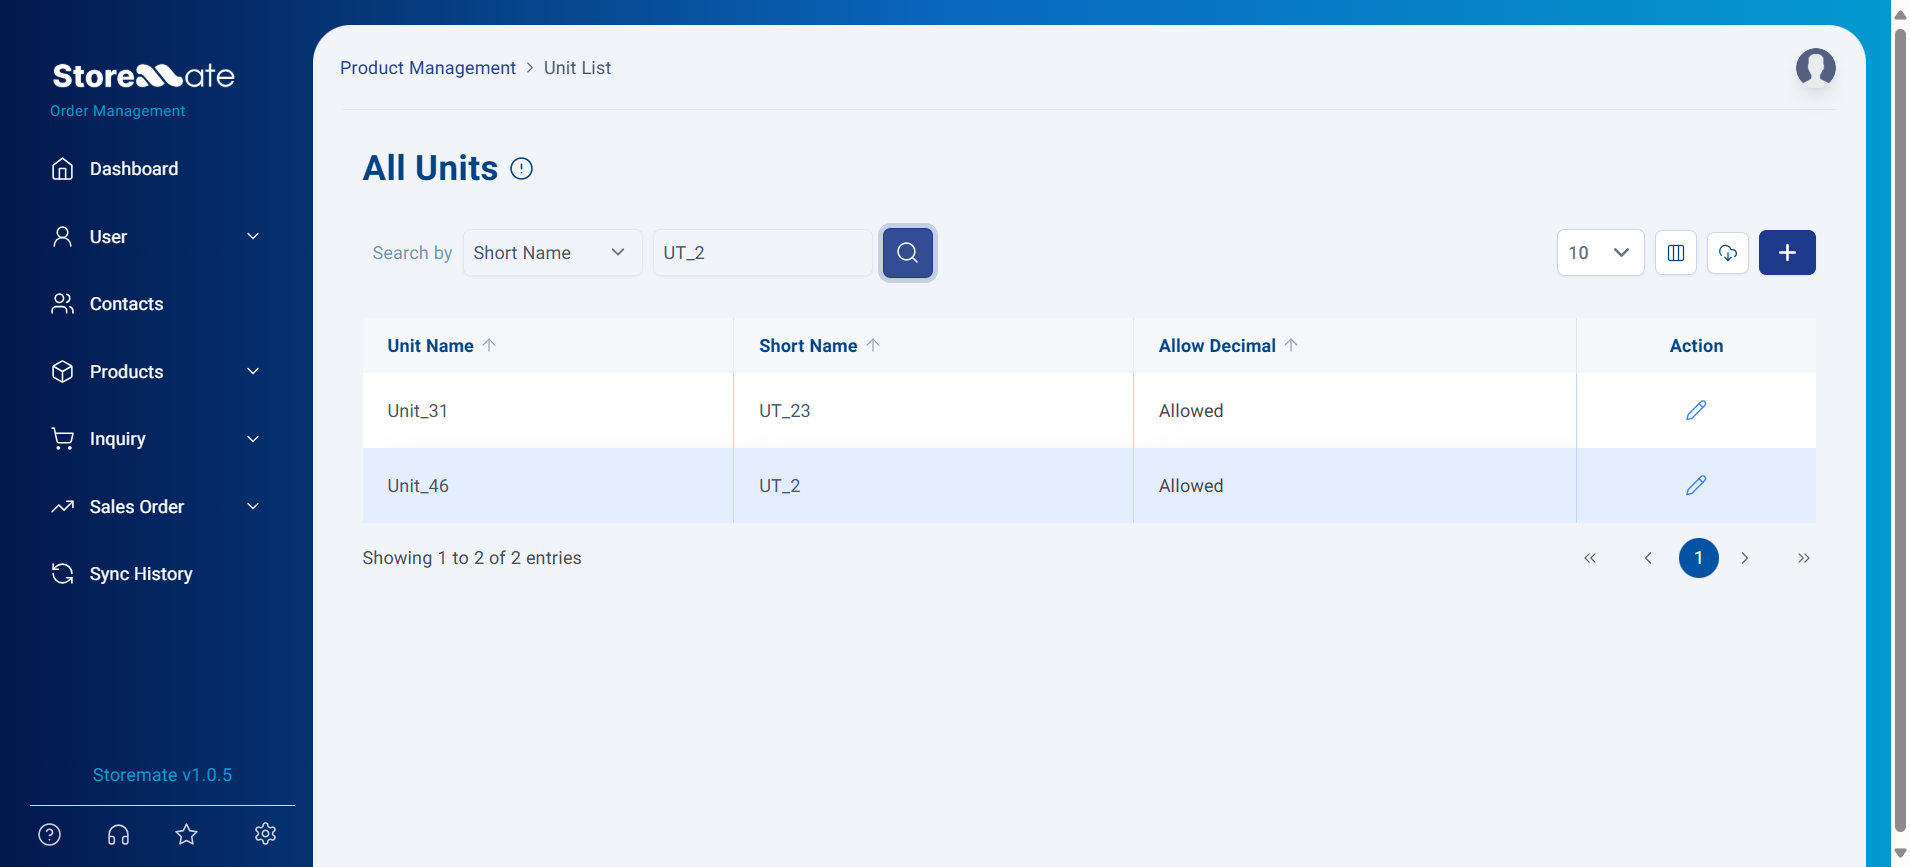 StoreMate
Order Management
Dashboard
User
Contacts
Products
Inquiry
Sales Order
Sync History
Storemate v1.0.5
Product Management > Unit List
All Units
Search by Short Name UT_2 10
Unit Name Short Name Allow Decimal Action
Unit_31 UT_23 Allowed
Unit_46 UT_2 Allowed
Showing 1 to 2 of 2 entries « ‹ 1 › »